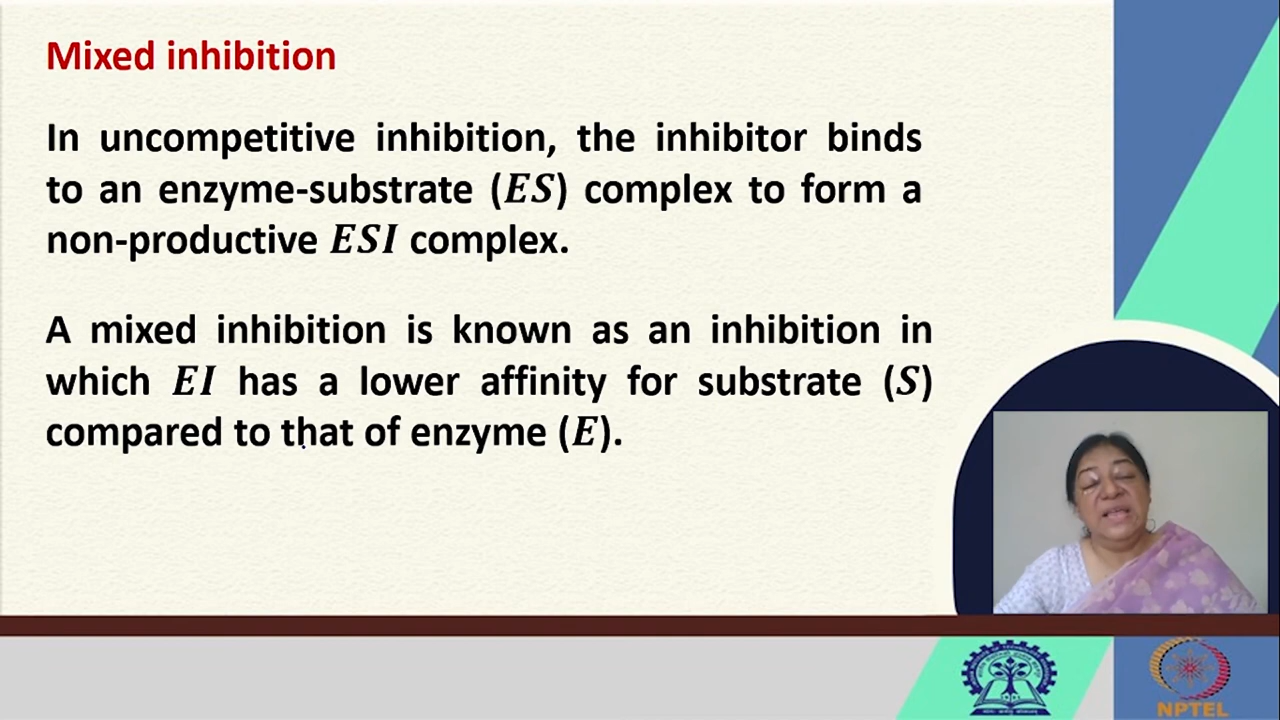 Mixed inhibition
In uncompetitive inhibition, the inhibitor binds
to an enzyme-substrate (ES) complex to form a
non-productive ESI complex.
A mixed inhibition is known as an inhibition in
which EI has a lower affinity for substrate (S)
compared to that of enzyme (E).
NPTEL